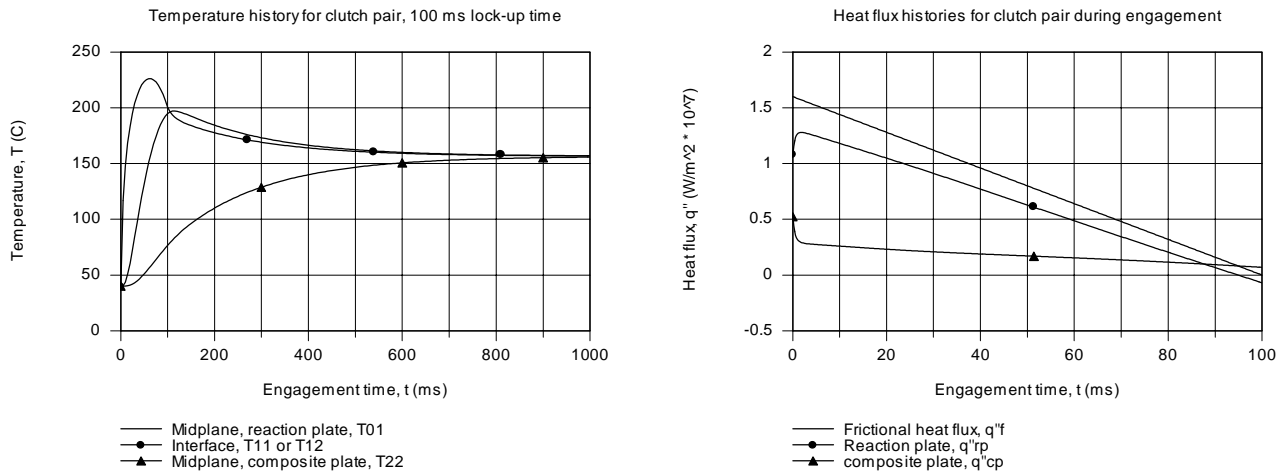 Temperature history for clutch pair, 100 ms lock-up time
250
200
150
100
50
0
Temperature, T (C)
0
200
400
600
800
1000
Engagement time, t (ms)
Midplane, reaction plate, T01
Interface, T11 or T12
Midplane, composite plate, T22
Heat flux histories for clutch pair during engagement
2
1.5
1
0.5
0
-0.5
Heat flux, q" (W/m^2 * 10^7)
0
20
40
60
80
100
Engagement time, t (ms)
Frictional heat flux, q"f
Reaction plate, q"rp
composite plate, q"cp